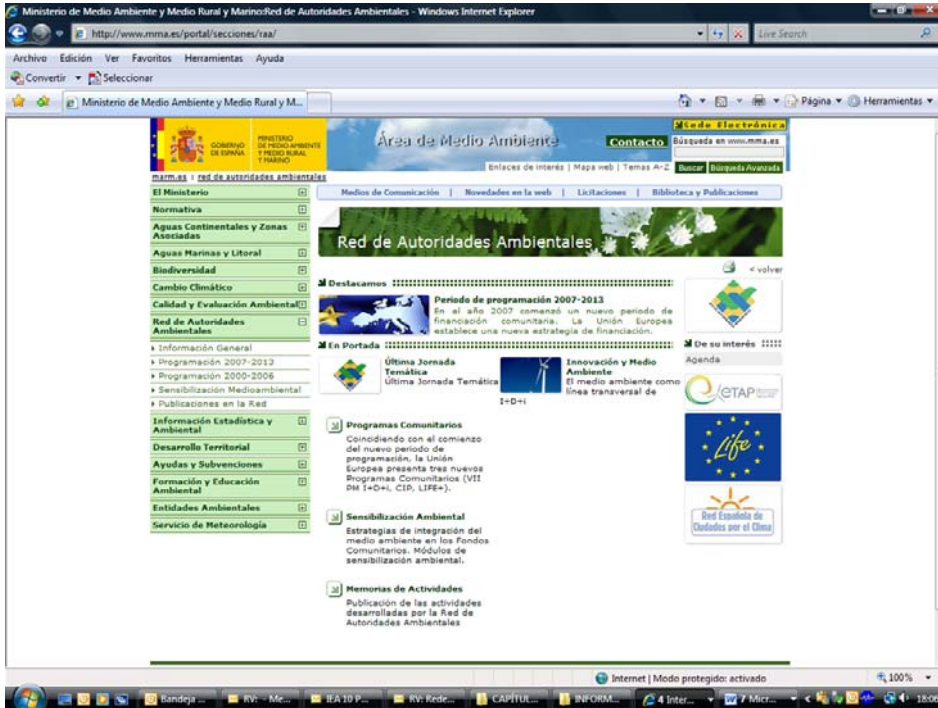 Ministerio de Medio Ambiente y Medio Rural y Marino:Red de Autoridades Ambientales - Windows Internet Explorer
http://www.mma.es/portal/secciones/raa/
Live Search
Archivo Edición Ver Favoritos Herramientas Ayuda
Convertir Seleccionar
Ministerio de Medio Ambiente y Medio Rural y M...
Página Herramientas
GOBIERNO DE ESPAÑA
MINISTERIO DE MEDIO AMBIENTE Y MEDIO RURAL Y MARINO
Área de Medio Ambiente
Contacto
Sede Electrónica
Búsqueda en www.mma.es
Enlaces de interés | Mapa web | Temas A-Z
Buscar Búsqueda Avanzada
marm.es : red de autoridades ambientales
El Ministerio
Normativa
Aguas Continentales y Zonas
Asociadas
Aguas Marinas y Litoral
Biodiversidad
Cambio Climático
Calidad y Evaluación Ambiental
Red de Autoridades
Ambientales
Información General
Programación 2007-2013
Programación 2000-2006
Sensibilización Medioambiental
Publicaciones en la Red
Información Estadística y
Ambiental
Desarrollo Territorial
Ayudas y Subvenciones
Formación y Educación
Ambiental
Entidades Ambientales
Servicio de Meteorología
Medios de Comunicación | Novedades en la web | Licitaciones | Biblioteca y Publicaciones
Red de Autoridades Ambientales
< volver
Destacamos
Periodo de programación 2007-2013
En el año 2007 comenzó un nuevo periodo de
financiación comunitaria. La Unión Europea
establece una nueva estrategia de financiación.
En Portada
Última Jornada
Temática
Última Jornada Temática
Innovación y Medio
Ambiente
El medio ambiente como
línea transversal de
I+D+i
Programas Comunitarios
Coincidiendo con el comienzo
del nuevo periodo de
programación, la Unión
Europea presenta tres nuevos
Programas Comunitarios (VII
PM I+D+i, CIP, LIFE+).
Sensibilización Ambiental
Estrategias de integración del
medio ambiente en los Fondos
Comunitarios. Módulos de
sensibilización ambiental.
Memorias de Actividades
Publicación de las actividades
desarrolladas por la Red de
Autoridades Ambientales
De su interés
Agenda
ETAP
Life
Red Española de
Ciudades por el Clima
Internet | Modo protegido: activado
100%
Bandeja ...
RV: - Me...
IEA 10 P...
RV: Rede...
CAPÍTUL...
INFORM...
4 Inter...
7 Micr...
18:06